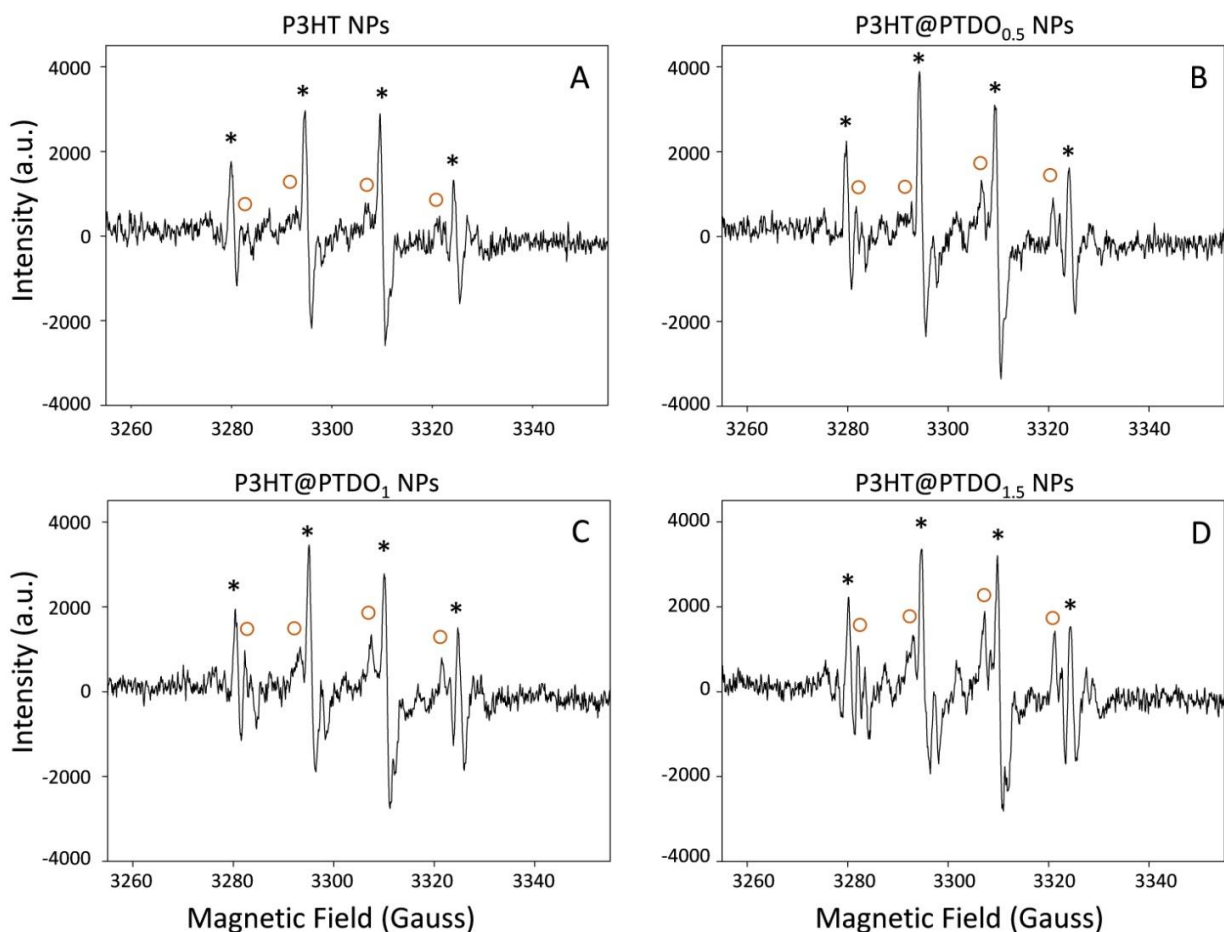 P3HT NPs
A
4000
2000
0
-2000
-4000
Intensity (a.u.)
3260 3280 3300 3320 3340
* * * *
P3HT@PTDO0.5 NPs
B
4000
2000
0
-2000
-4000
3260 3280 3300 3320 3340
* * * *
P3HT@PTDO1 NPs
C
4000
2000
0
-2000
-4000
Intensity (a.u.)
3260 3280 3300 3320 3340
Magnetic Field (Gauss)
* * * *
P3HT@PTDO1.5 NPs
D
4000
2000
0
-2000
-4000
3260 3280 3300 3320 3340
Magnetic Field (Gauss)
* * * *